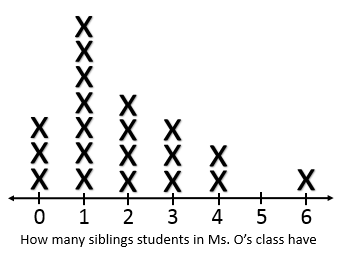 X
X
X
X X
X X X X
X X X X X
X X X X X X
0 1 2 3 4 5 6
How many siblings students in Ms. O's class have